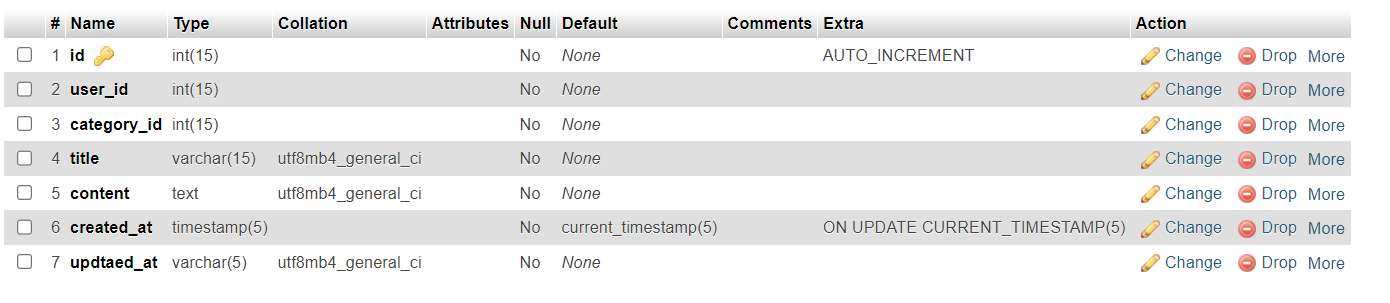 # Name Type Collation Attributes Null Default Comments Extra Action
1 id int(15) No None AUTO_INCREMENT Change Drop More
2 user_id int(15) No None Change Drop More
3 category_id int(15) No None Change Drop More
4 title varchar(15) utf8mb4_general_ci No None Change Drop More
5 content text utf8mb4_general_ci No None Change Drop More
6 created_at timestamp(5) No current_timestamp(5) ON UPDATE CURRENT_TIMESTAMP(5) Change Drop More
7 updtaed_at varchar(5) utf8mb4_general_ci No None Change Drop More